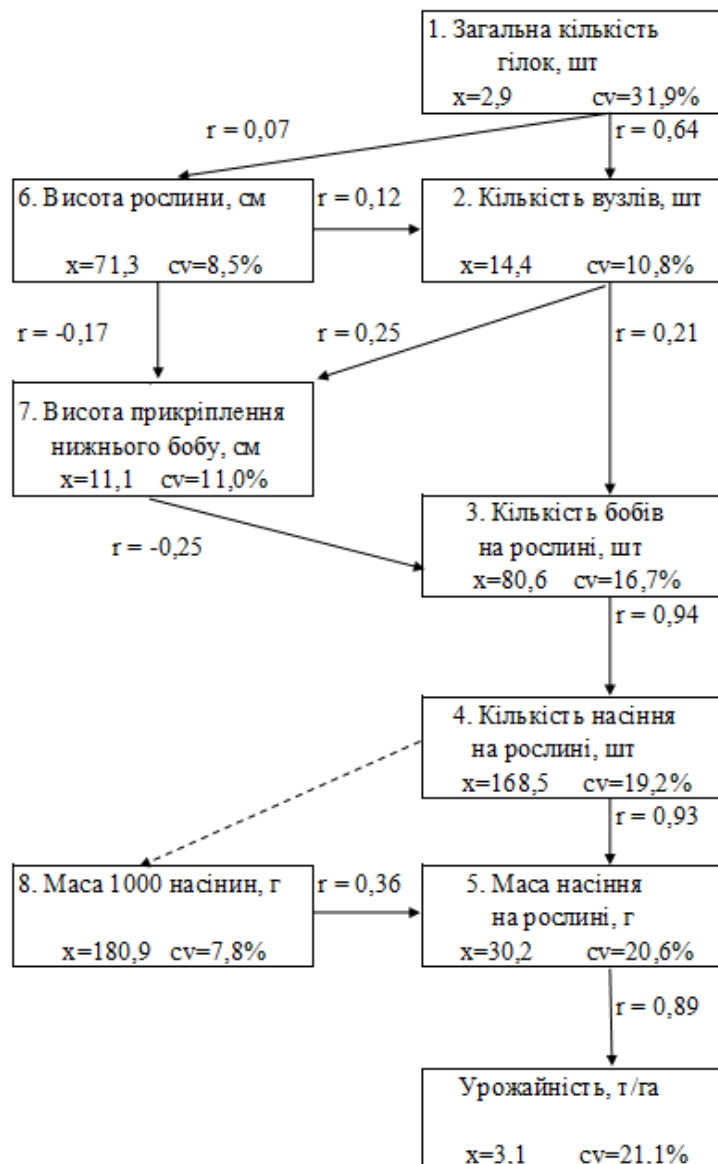 1. Загальна кількість
гілок, шт
x=2,9 cv=31,9%
r = 0,07
r = 0,64
6. Висота рослини, см
x=71,3 cv=8,5%
r = 0,12
2. Кількість вузлів, шт
x=14,4 cv=10,8%
r = -0,17
r = 0,25
r = 0,21
7. Висота прикріплення
нижнього бобу, см
x=11,1 cv=11,0%
r = -0,25
3. Кількість бобів
на рослині, шт
x=80,6 cv=16,7%
r = 0,94
4. Кількість насіння
на рослині, шт
x=168,5 cv=19,2%
r = 0,93
8. Маса 1000 насінин, г
x=180,9 cv=7,8%
r = 0,36
5. Маса насіння
на рослині, г
x=30,2 cv=20,6%
r = 0,89
Урожайність, т/га
x=3,1 cv=21,1%